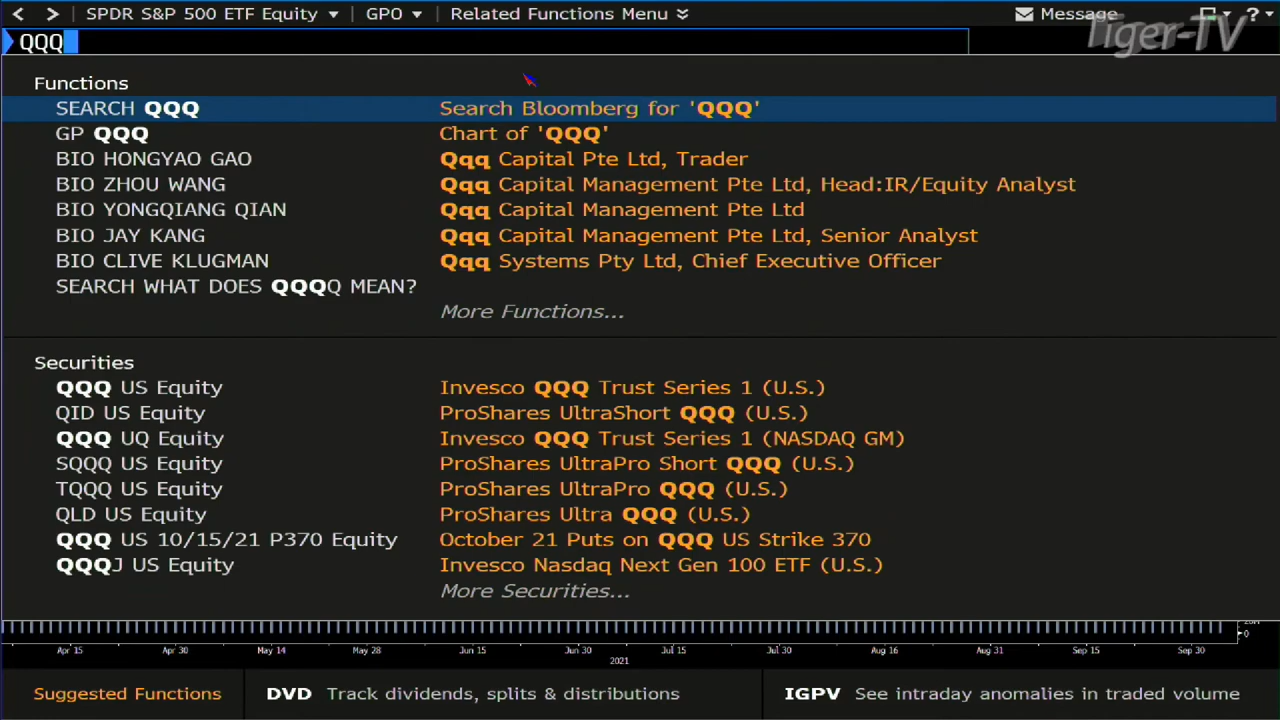 SPDR S&P 500 ETF Equity GPO Related Functions Menu Message ?
Tiger-TV
QQQ
Functions
SEARCH QQQ Search Bloomberg for 'QQQ'
GP QQQ Chart of 'QQQ'
BIO HONGYAO GAO Qqq Capital Pte Ltd, Trader
BIO ZHOU WANG Qqq Capital Management Pte Ltd, Head:IR/Equity Analyst
BIO YONGQIANG QIAN Qqq Capital Management Pte Ltd
BIO JAY KANG Qqq Capital Management Pte Ltd, Senior Analyst
BIO CLIVE KLUGMAN Qqq Systems Pty Ltd, Chief Executive Officer
SEARCH WHAT DOES QQQQ MEAN?
More Functions...
Securities
QQQ US Equity Invesco QQQ Trust Series 1 (U.S.)
QID US Equity ProShares UltraShort QQQ (U.S.)
QQQ UQ Equity Invesco QQQ Trust Series 1 (NASDAQ GM)
SQQQ US Equity ProShares UltraPro Short QQQ (U.S.)
TQQQ US Equity ProShares UltraPro QQQ (U.S.)
QLD US Equity ProShares Ultra QQQ (U.S.)
QQQ US 10/15/21 P370 Equity October 21 Puts on QQQ US Strike 370
QQQJ US Equity Invesco Nasdaq Next Gen 100 ETF (U.S.)
More Securities...
0
Apr 15 Apr 30 May 14 May 28 Jun 15 Jun 30 Jul 15 Jul 30 Aug 16 Aug 31 Sep 15 Sep 30
2021
Suggested Functions DVD Track dividends, splits & distributions IGPV See intraday anomalies in traded volume